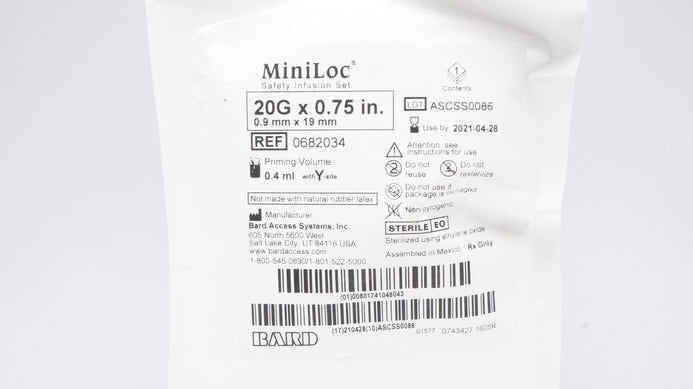 MiniLoc®
Safety Infusion Set
20G x 0.75 in.
0.9 mm x 19 mm
REF 0682034
Priming Volume
0.4 ml with Y-site
Not made with natural rubber latex
Manufacturer
Bard Access Systems, Inc.
605 North 5600 West
Salt Lake City, UT 84116 USA
www.bardaccess.com
1-800-545-0890/1-801-522-5000
1
Contents
LOT ASCSS0086
Use by 2021-04-28
Attention, see
instructions for use
2 Do not
reuse
2 Do not
resterilize
Do not use if
package is damaged
Non-pyrogenic
STERILE EO
Sterilized using ethylene oxide
Assembled in Mexico Rx Only
(01)00801741048043
(17)210428(10)ASCSS0086
BARD
01577 0743427 1605R